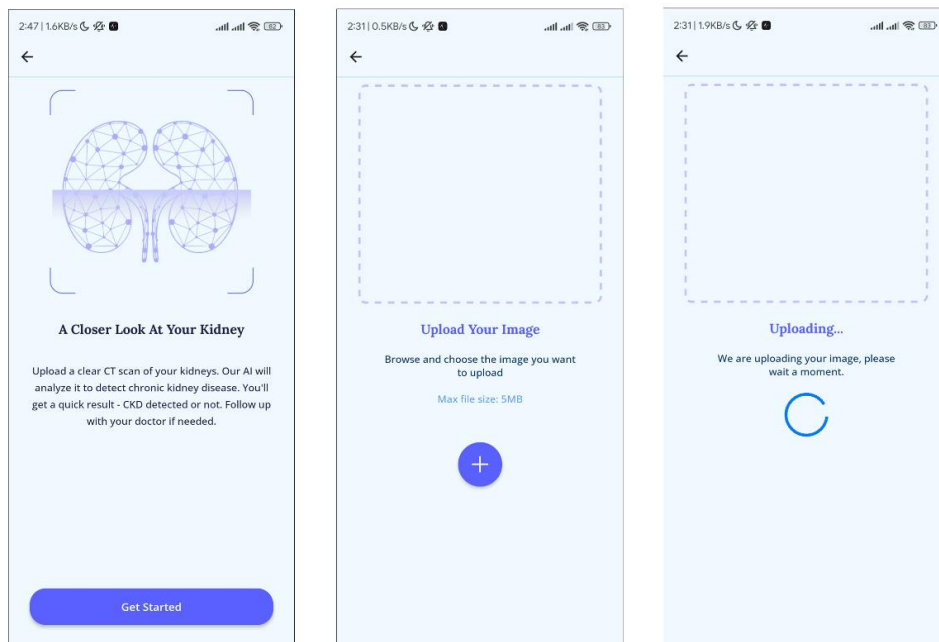 2:47 | 1.6KB/s
82
A Closer Look At Your Kidney
Upload a clear CT scan of your kidneys. Our AI will
analyze it to detect chronic kidney disease. You'll
get a quick result - CKD detected or not. Follow up
with your doctor if needed.
Get Started
2:31 | 0.5KB/s
83
Upload Your Image
Browse and choose the image you want
to upload
Max file size: 5MB
2:31 | 1.9KB/s
83
Uploading...
We are uploading your image, please
wait a moment.